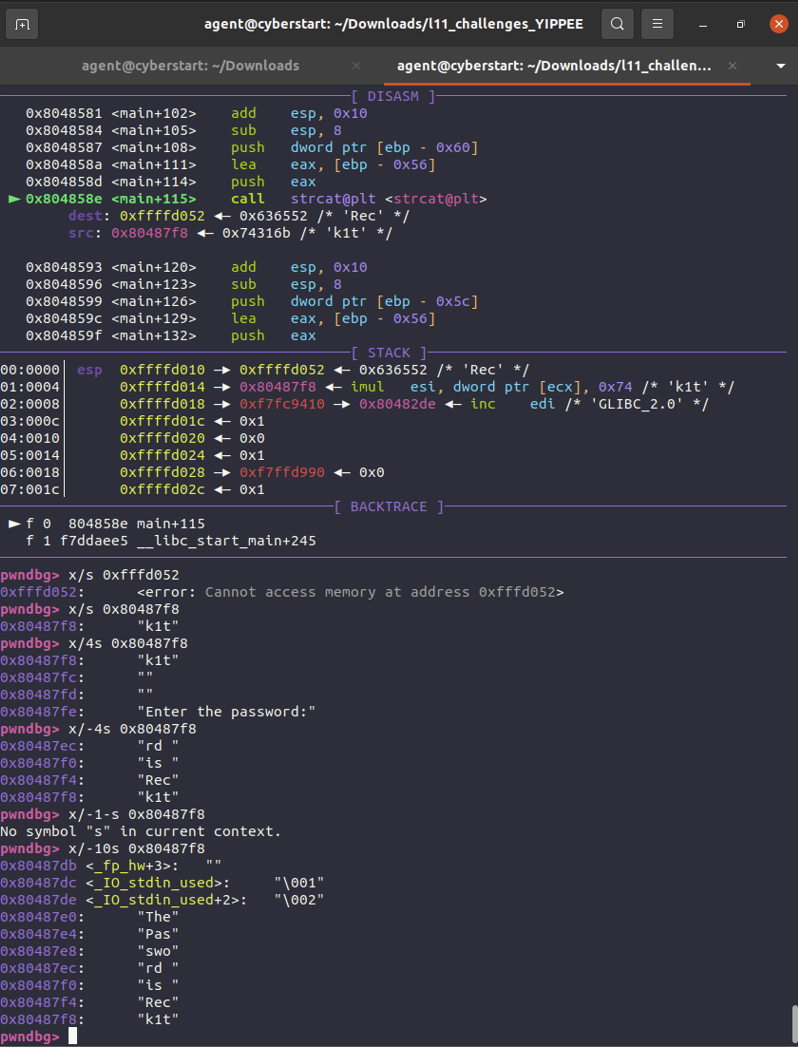 agent@cyberstart: ~/Downloads/l11_challenges_YIPPEE
agent@cyberstart: ~/Downloads
agent@cyberstart: ~/Downloads/l11_challen...
[ DISASM ]
0x8048581 <main+102> add esp, 0x10
0x8048584 <main+105> sub esp, 8
0x8048587 <main+108> push dword ptr [ebp - 0x60]
0x804858a <main+111> lea eax, [ebp - 0x56]
0x804858d <main+114> push eax
► 0x804858e <main+115> call strcat@plt <strcat@plt>
dest: 0xffffd052 ◄— 0x636552 /* 'Rec' */
src: 0x80487f8 ◄— 0x74316b /* 'k1t' */
0x8048593 <main+120> add esp, 0x10
0x8048596 <main+123> sub esp, 8
0x8048599 <main+126> push dword ptr [ebp - 0x5c]
0x804859c <main+129> lea eax, [ebp - 0x56]
0x804859f <main+132> push eax
[ STACK ]
00:0000│ esp 0xffffd010 —► 0xffffd052 ◄— 0x636552 /* 'Rec' */
01:0004│ 0xffffd014 —► 0x80487f8 ◄— imul esi, dword ptr [ecx], 0x74 /* 'k1t' */
02:0008│ 0xffffd018 —► 0xf7fc9410 —► 0x80482de ◄— inc edi /* 'GLIBC_2.0' */
03:000c│ 0xffffd01c ◄— 0x1
04:0010│ 0xffffd020 ◄— 0x0
05:0014│ 0xffffd024 ◄— 0x1
06:0018│ 0xffffd028 —► 0xf7ffd990 ◄— 0x0
07:001c│ 0xffffd02c ◄— 0x1
[ BACKTRACE ]
► f 0 804858e main+115
f 1 f7ddaee5 __libc_start_main+245
pwndbg> x/s 0xfffd052
0xfffd052: <error: Cannot access memory at address 0xfffd052>
pwndbg> x/s 0x80487f8
0x80487f8: "k1t"
pwndbg> x/4s 0x80487f8
0x80487f8: "k1t"
0x80487fc: ""
0x80487fd: ""
0x80487fe: "Enter the password:"
pwndbg> x/-4s 0x80487f8
0x80487ec: "rd "
0x80487f0: "is "
0x80487f4: "Rec"
0x80487f8: "k1t"
pwndbg> x/-1-s 0x80487f8
No symbol "s" in current context.
pwndbg> x/-10s 0x80487f8
0x80487db <_fp_hw+3>: ""
0x80487dc <_IO_stdin_used>: "\001"
0x80487de <_IO_stdin_used+2>: "\002"
0x80487e0: "The"
0x80487e4: "Pas"
0x80487e8: "swo"
0x80487ec: "rd "
0x80487f0: "is "
0x80487f4: "Rec"
0x80487f8: "k1t"
pwndbg>